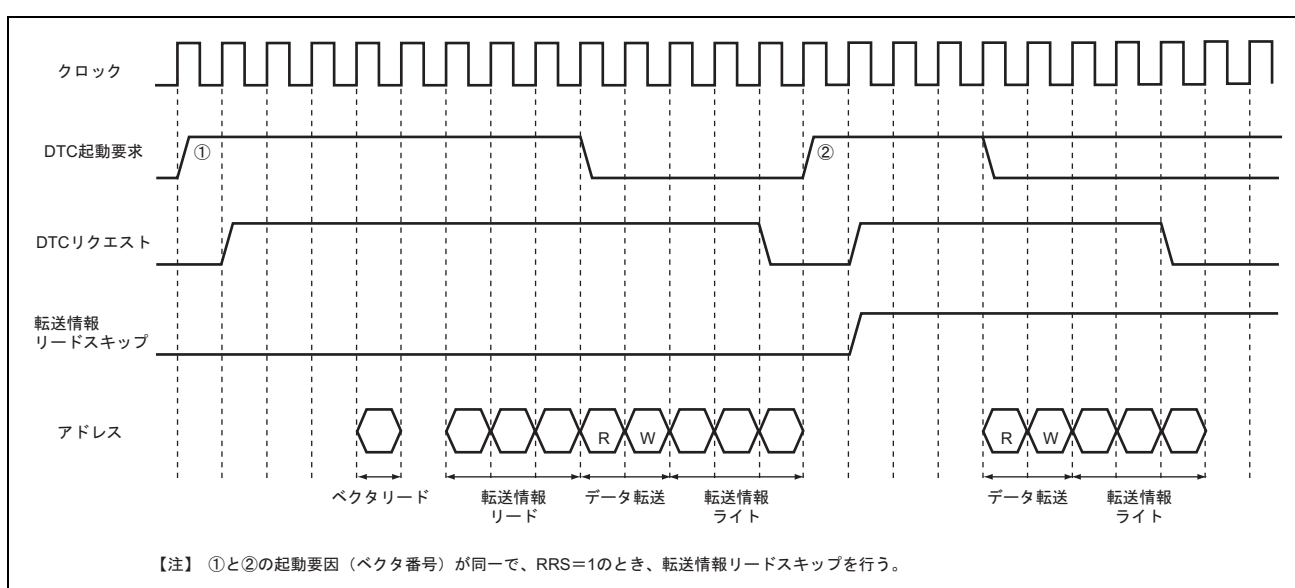 クロック
DTC起動要求
①
②
DTCリクエスト
転送情報
リードスキップ
アドレス
R
W
R
W
ベクタリード
転送情報
リード
データ転送
転送情報
ライト
データ転送
転送情報
ライト
【注】 ①と②の起動要因（ベクタ番号）が同一で、RRS＝1のとき、転送情報リードスキップを行う。